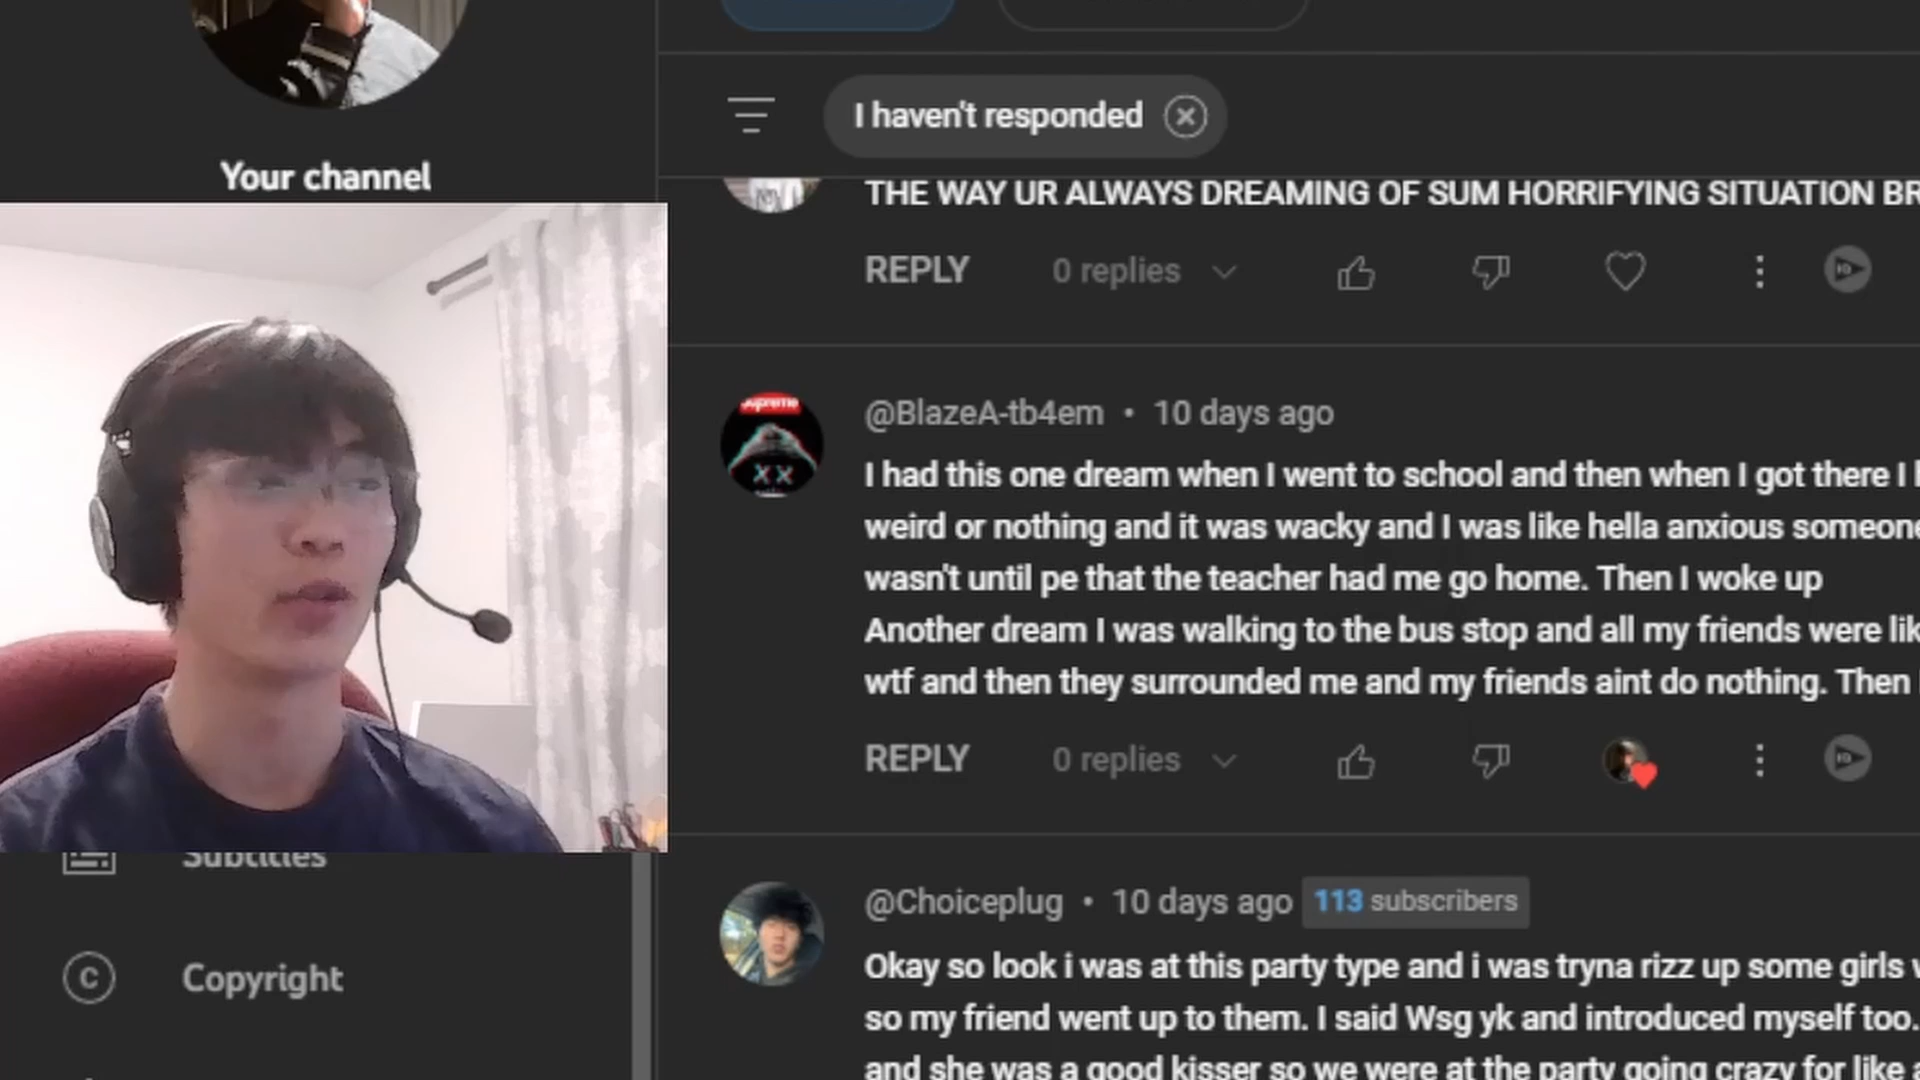 Your channel
I haven't responded
THE WAY UR ALWAYS DREAMING OF SUM HORRIFYING SITUATION
REPLY 0 replies
Supreme
@BlazeA-tb4em • 10 days ago
I had this one dream when I went to school and then when I got there I
weird or nothing and it was wacky and I was like hella anxious someone
wasn't until pe that the teacher had me go home. Then I woke up
Another dream I was walking to the bus stop and all my friends were
wtf and then they surrounded me and my friends aint do nothing. Then
REPLY 0 replies
Subtitles
@Choiceplug • 10 days ago 113 subscribers
Copyright
Okay so look i was at this party type and i was tryna rizz up some girls
so my friend went up to them. I said Wsg yk and introduced myself too.
and she was a good kisser so we were at the party going crazy for like